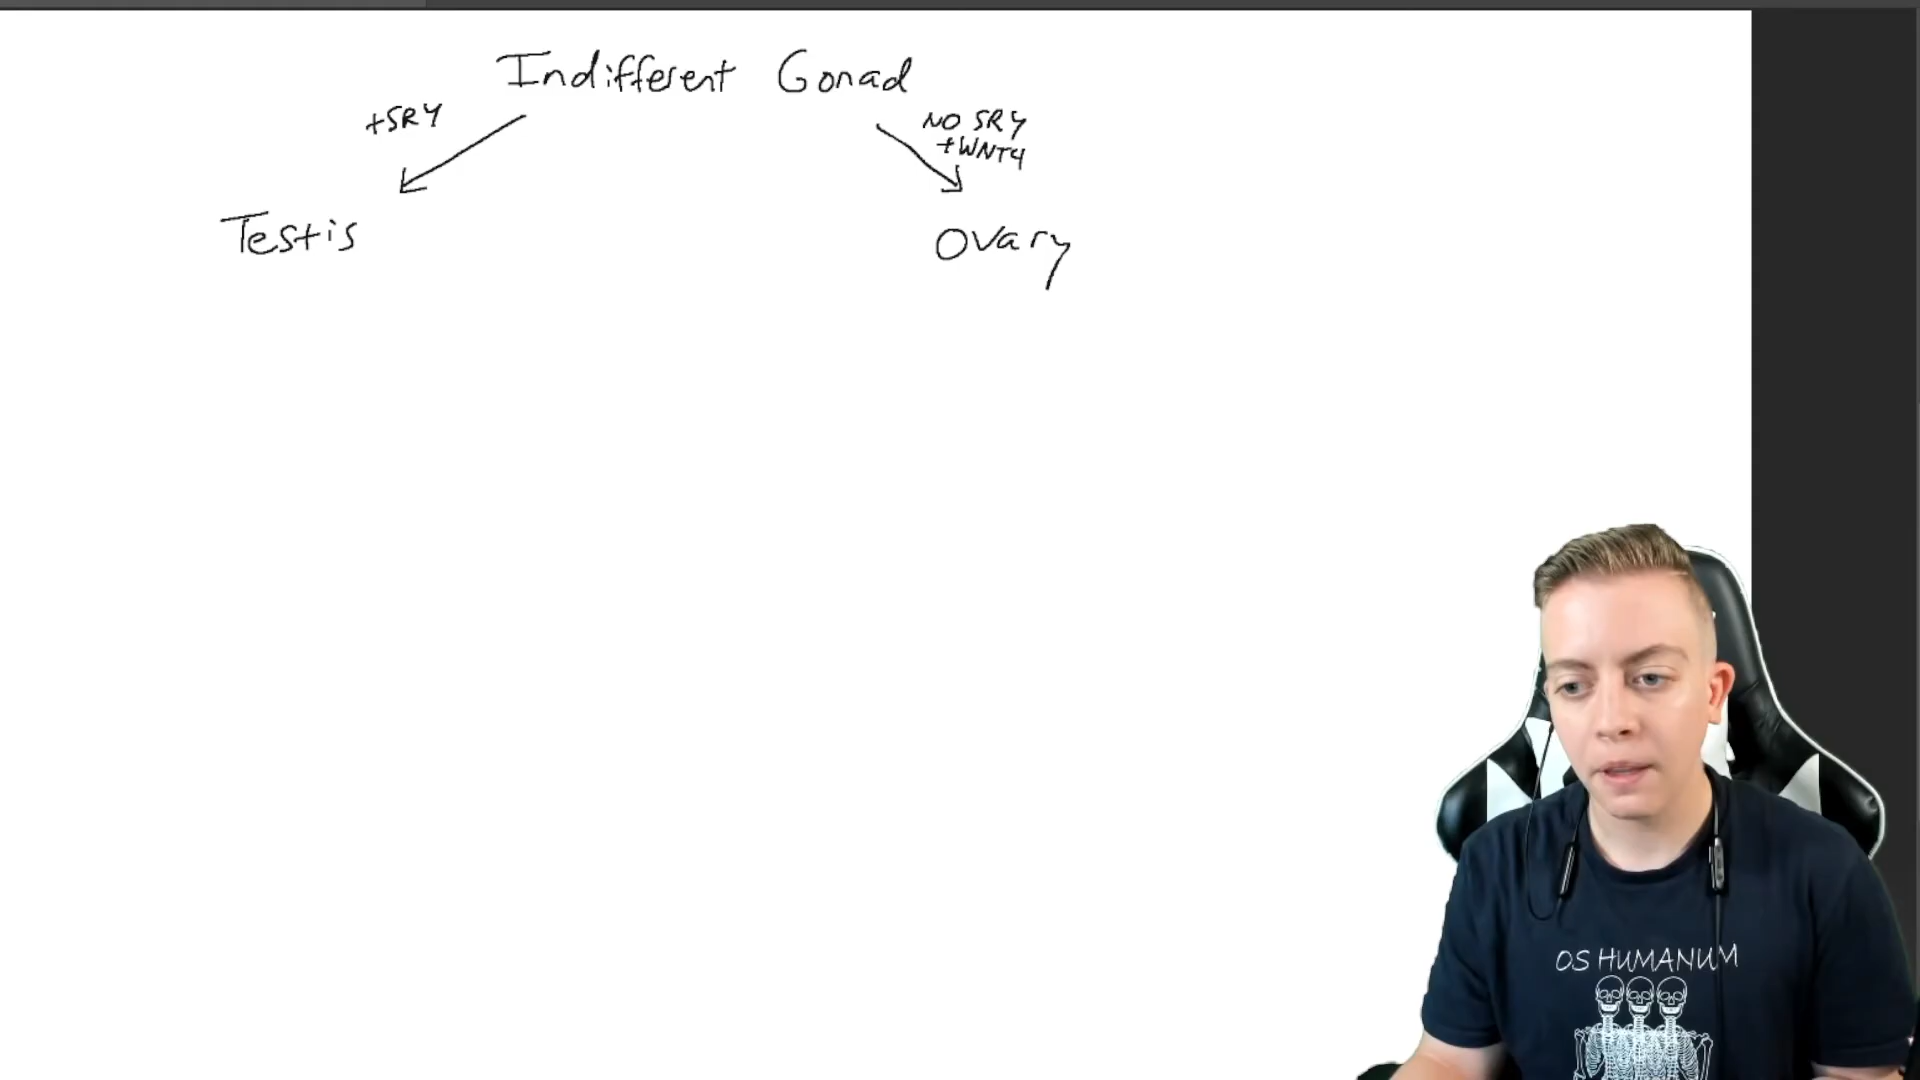 Indifferent Gonad
+SRY
NO SRY
+WNT4
Testis
Ovary
OS HUMANUM